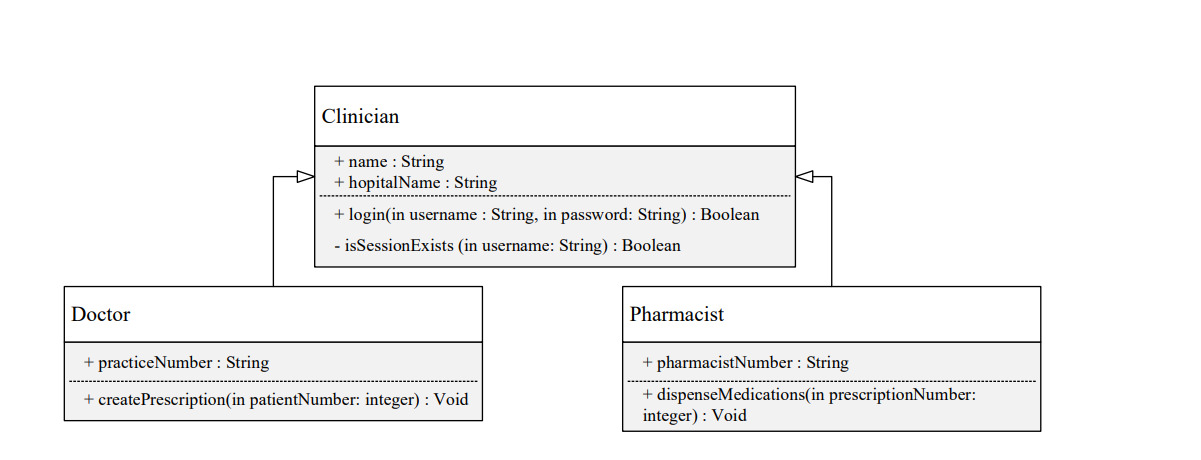 Clinician
+ name : String
+ hopitalName : String
+ login(in username : String, in password: String) : Boolean
- isSessionExists (in username: String) : Boolean
Doctor
+ practiceNumber : String
+ createPrescription(in patientNumber: integer) : Void
Pharmacist
+ pharmacistNumber : String
+ dispenseMedications(in prescriptionNumber:
integer) : Void